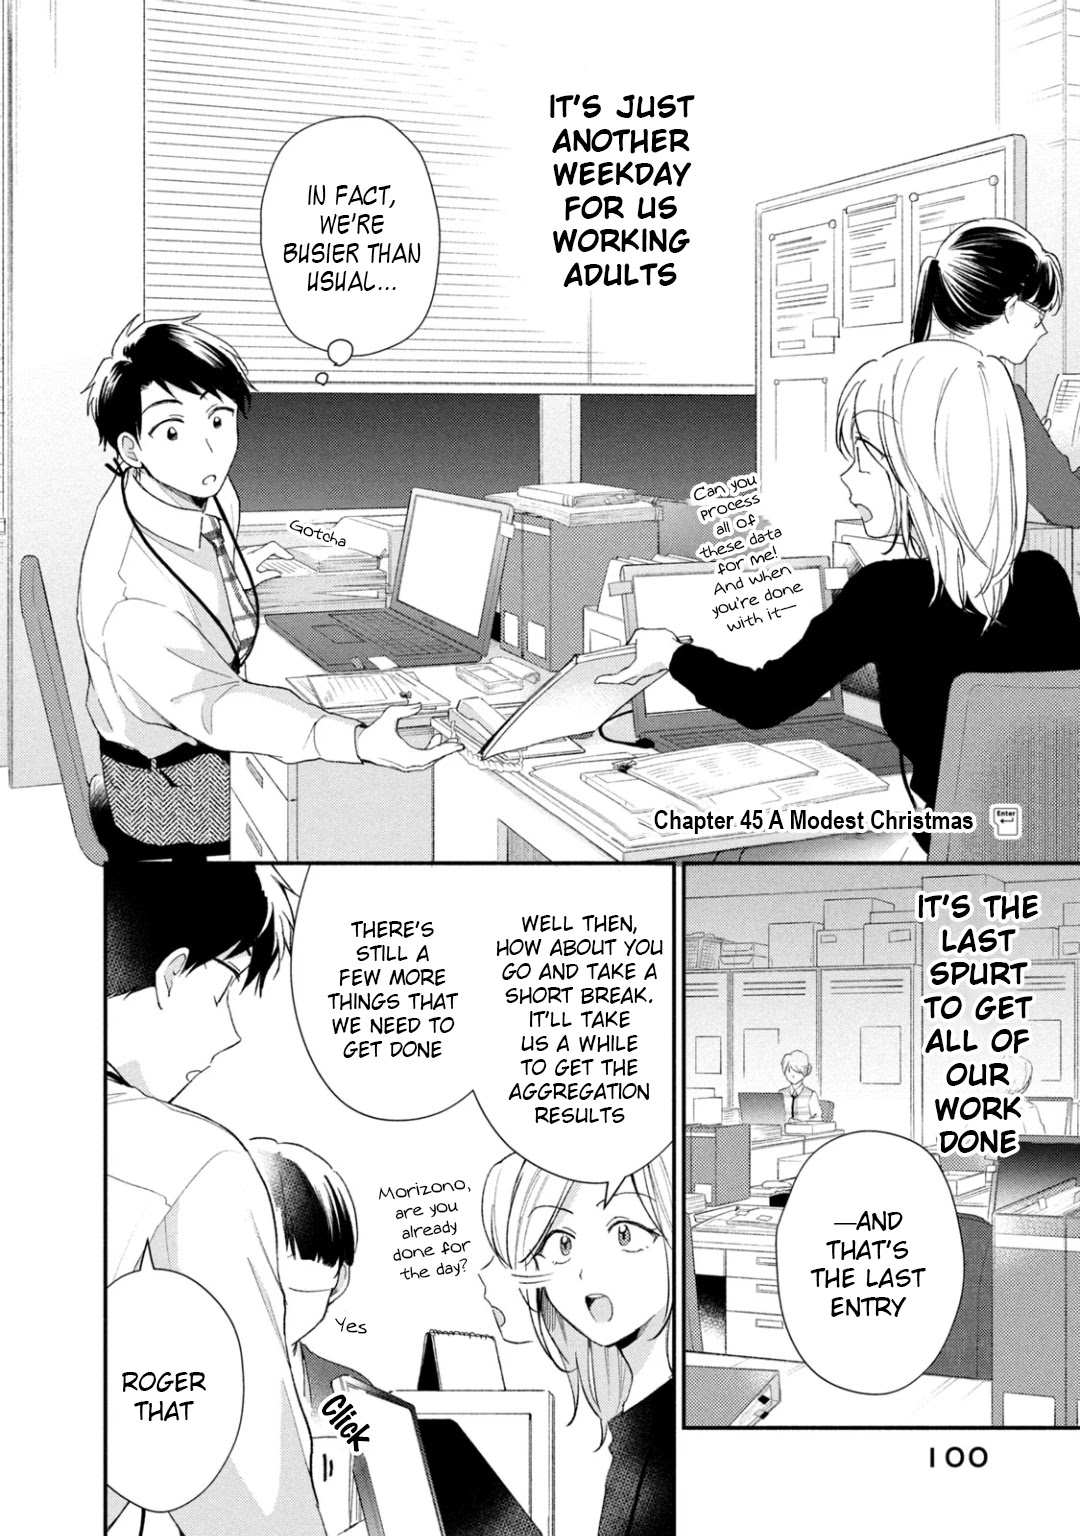 IT'S JUST
ANOTHER
WEEKDAY
FOR US
WORKING
ADULTS
IN FACT,
WE'RE
BUSIER THAN
USUAL...
Can you
process
all of
these data
for me!
And when
you're done
with it—
Gotcha
Chapter 45 A Modest Christmas
Enter
IT'S THE
LAST
SPURT
TO GET
ALL OF
OUR
WORK
DONE
—AND
THAT'S
THE LAST
ENTRY
WELL THEN,
HOW ABOUT YOU
GO AND TAKE A
SHORT BREAK.
IT'LL TAKE
US A WHILE
TO GET THE
AGGREGATION
RESULTS
THERE'S
STILL A
FEW MORE
THINGS THAT
WE NEED TO
GET DONE
Morizono,
are you
already
done for
the day?
Yes
Click
ROGER
THAT
100